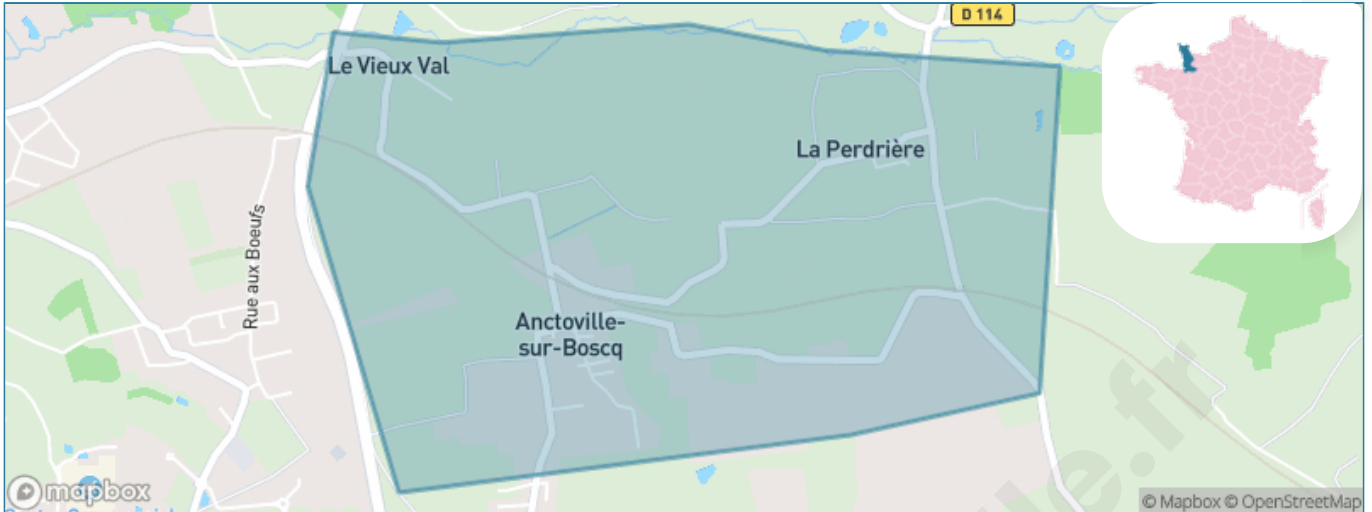 D 114
Le Vieux Val
La Perdrière
Rue aux Boeufs
Anctoville-
sur-Boscq
mapbox
© Mapbox © OpenStreetMap